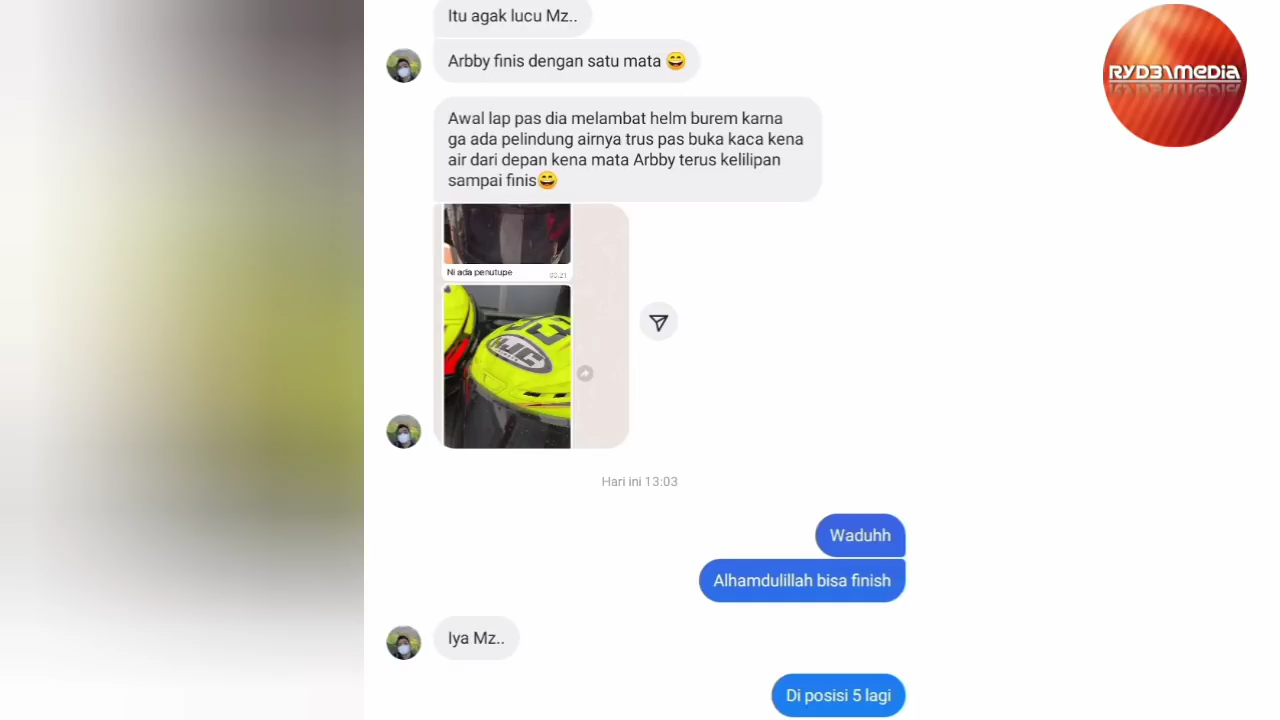 Itu agak lucu Mz..
RYD3\MEDIA
Arbby finis dengan satu mata 😄
Awal lap pas dia melambat helm burem karna
ga ada pelindung airnya trus pas buka kaca kena
air dari depan kena mata Arbby terus kelilipan
sampai finis😄
Ni ada penutupe
HJC
Hari ini 13:03
Waduhh
Alhamdulillah bisa finish
Iya Mz..
Di posisi 5 lagi